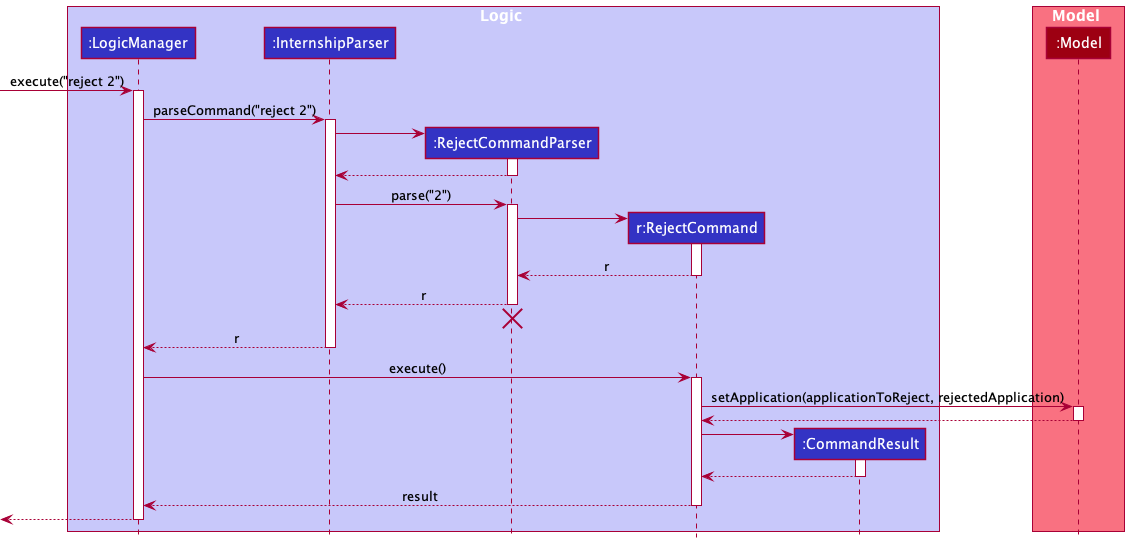 Logic
Model
:LogicManager
:InternshipParser
:Model
execute("reject 2")
parseCommand("reject 2")
:RejectCommandParser
parse("2")
r:RejectCommand
r
r
r
execute()
setApplication(applicationToReject, rejectedApplication)
:CommandResult
result